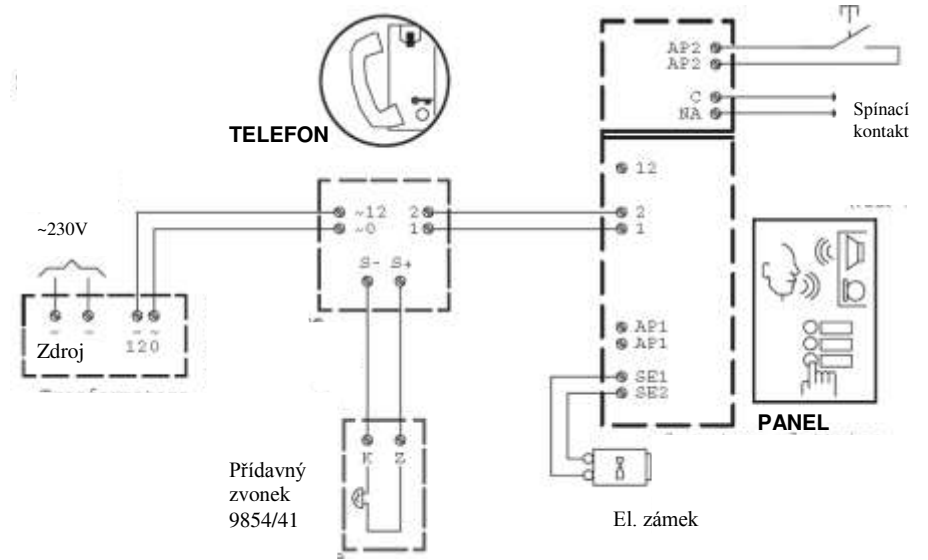 AP2
AP2
C
NA
Spínací
kontakt
TELEFON
12
~12 2
~0 1
2
1
S- S+
~230V
~ ~ ~ ~
Zdroj
120
AP1
AP1
SE1
SE2
PANEL
K Z
Přídavný
zvonek
9854/41
El. zámek